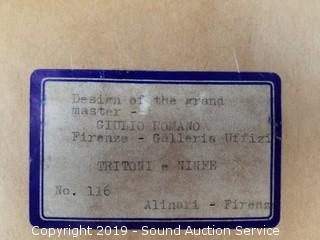 Design of the grand
master -
GIULIO ROMANO
Firenze - Galleria Uffizi
TRITONI e NINFE
No. 116
Alinari - Firenze
Copyright 2019 - Sound Auction Service